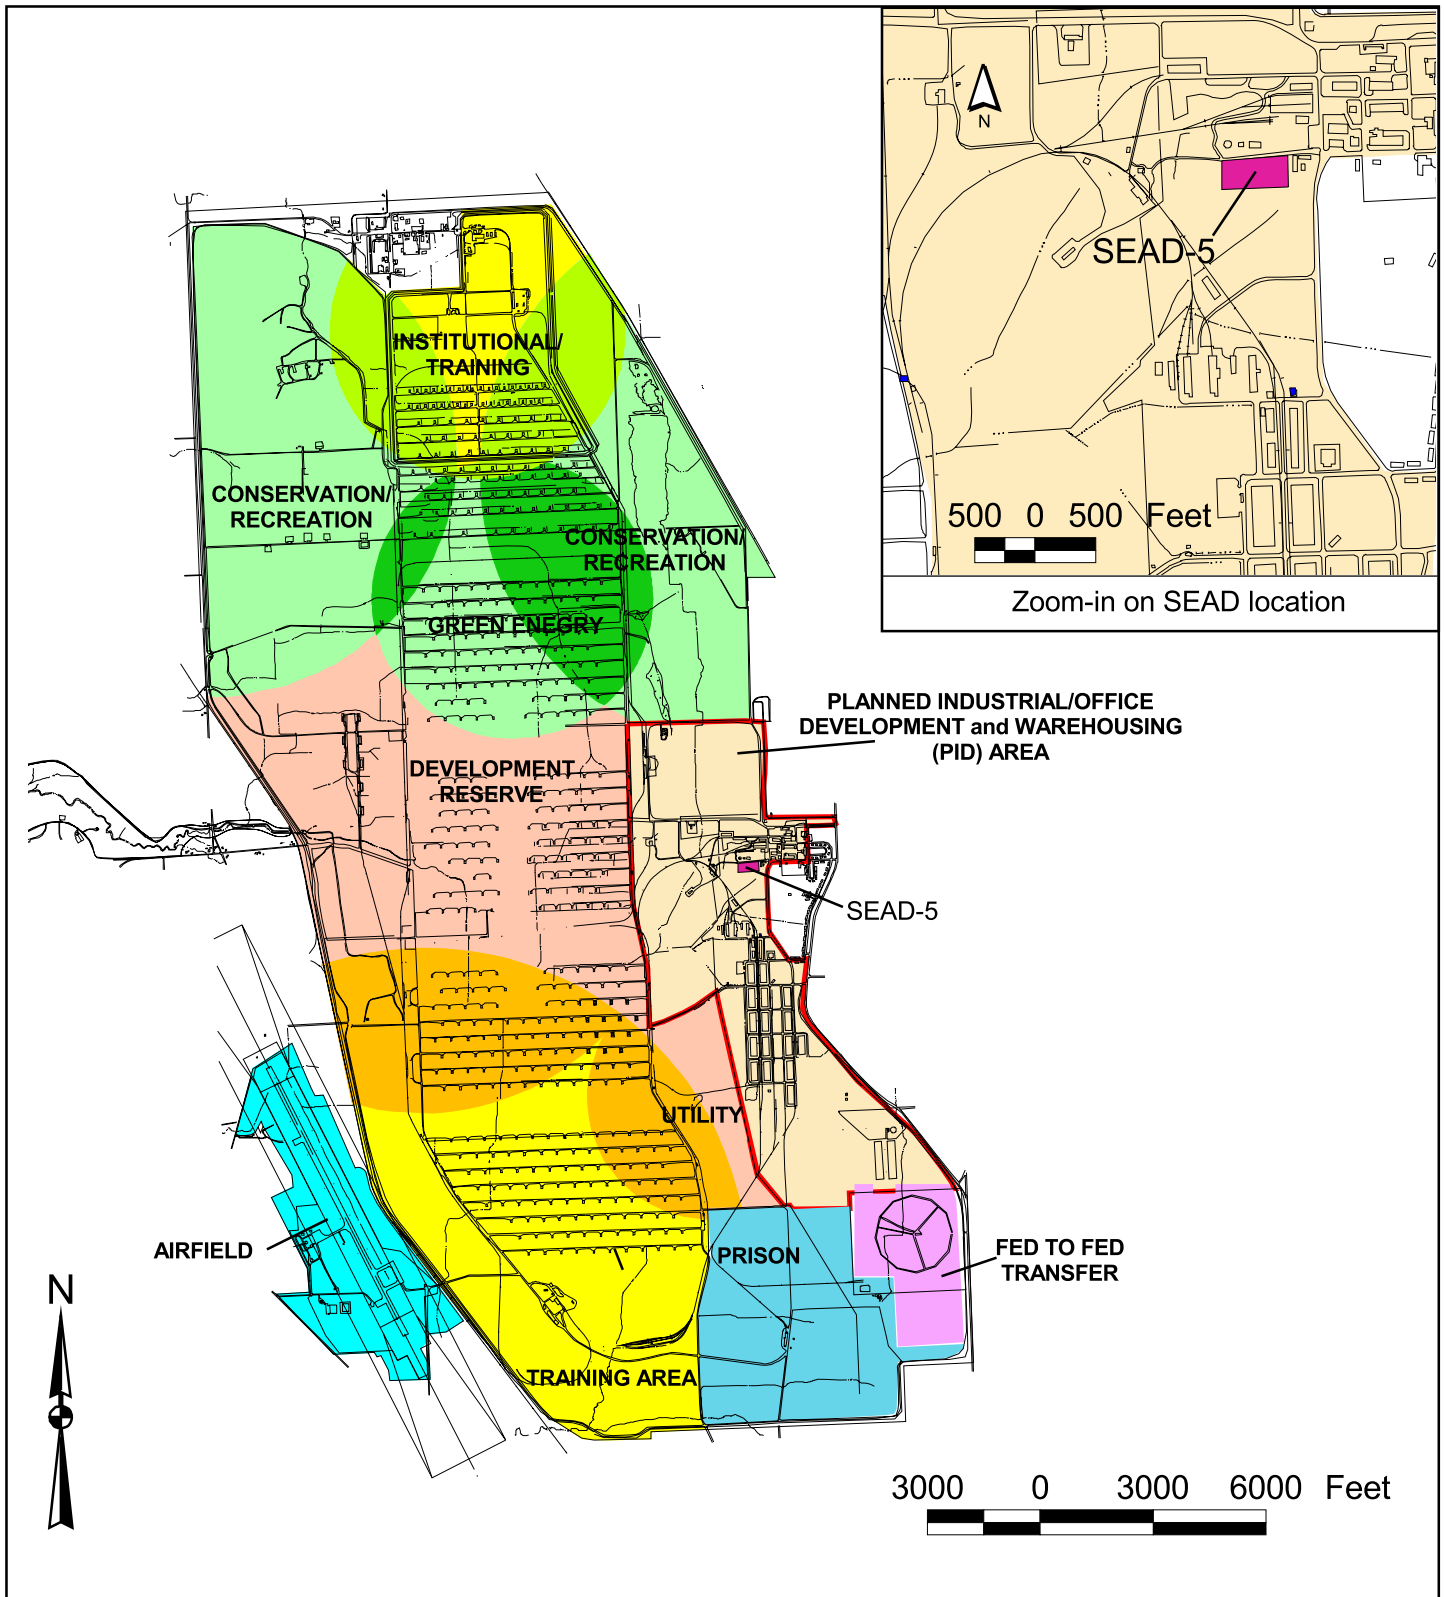 N
SEAD-5
500 0 500 Feet
Zoom-in on SEAD location
INSTITUTIONAL/
TRAINING
CONSERVATION/
RECREATION
CONSERVATION/
RECREATION
GREEN ENEGRY
PLANNED INDUSTRIAL/OFFICE
DEVELOPMENT and WAREHOUSING
(PID) AREA
DEVELOPMENT
RESERVE
SEAD-5
UTILITY
AIRFIELD
PRISON
FED TO FED
TRANSFER
N
TRAINING AREA
3000 0 3000 6000 Feet